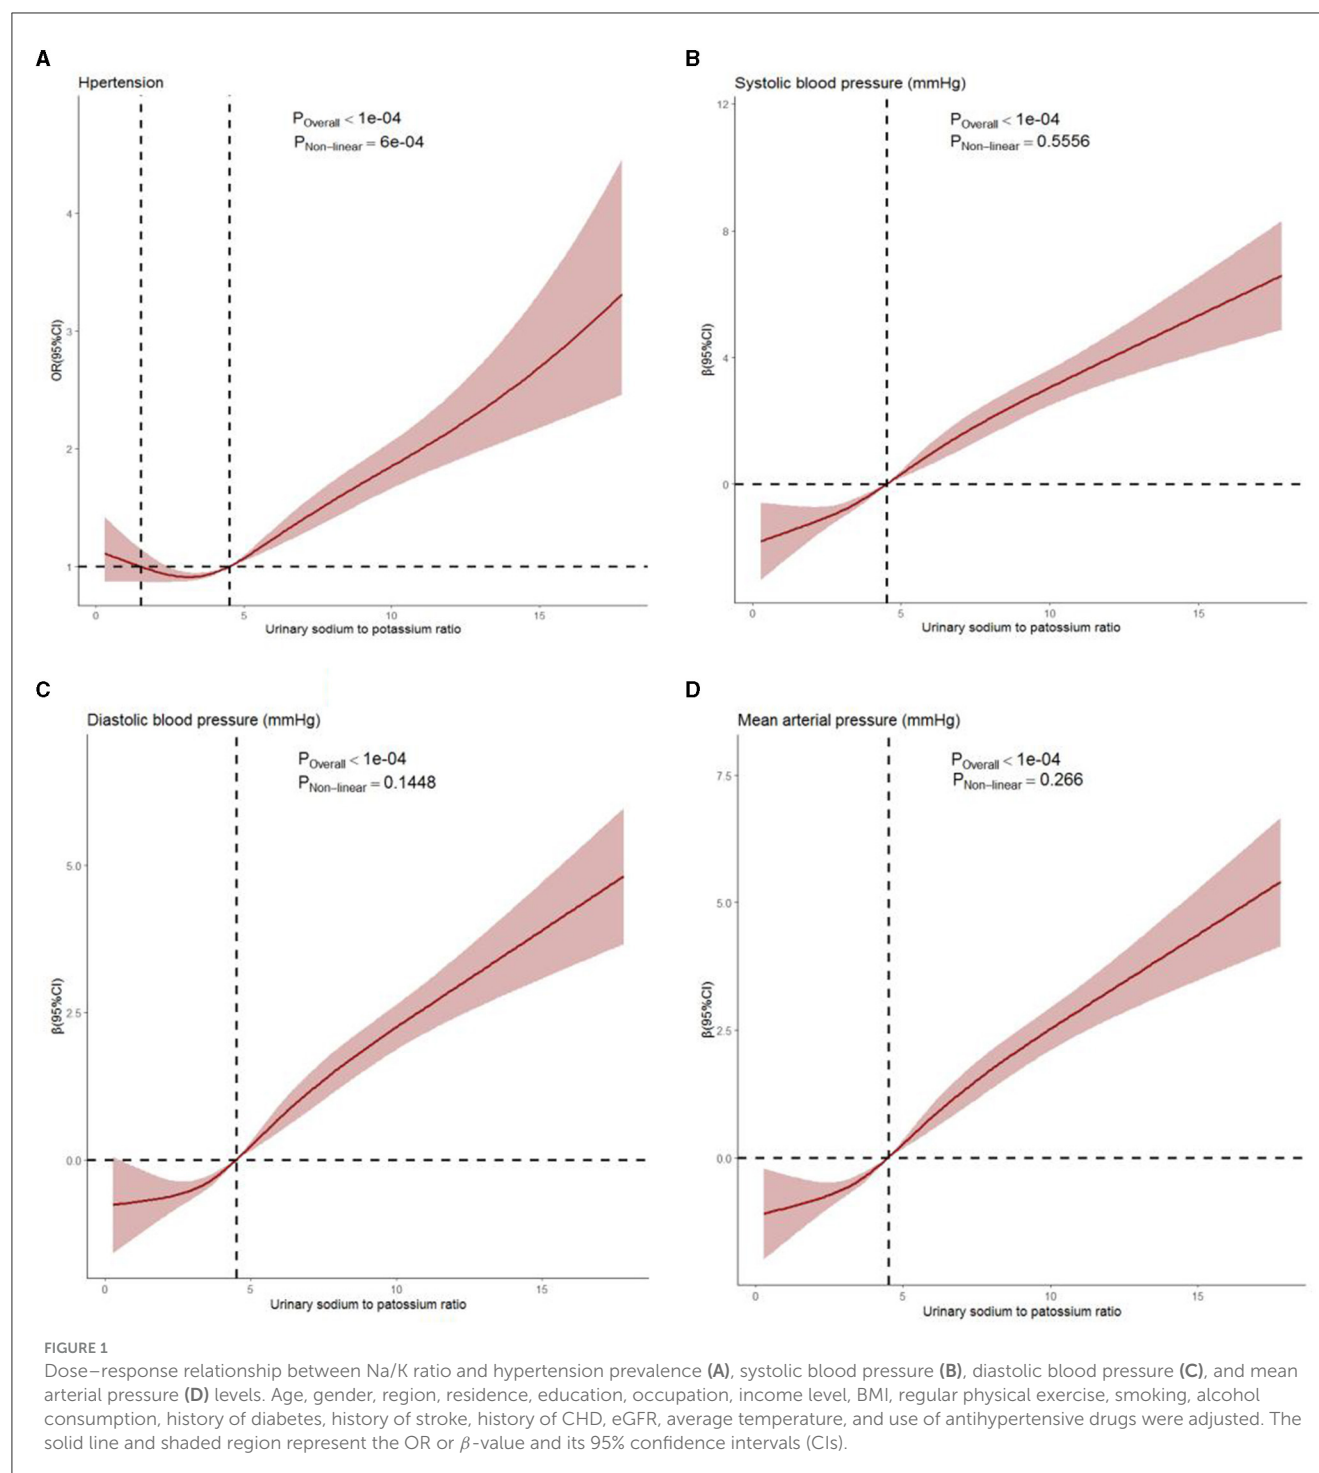 A
Hpertension
P Overall < 1e-04
P Non-linear = 6e-04
OR(95%CI)
4
3
2
1
0 5 10 15
Urinary sodium to potassium ratio
B
Systolic blood pressure (mmHg)
P Overall < 1e-04
P Non-linear = 0.5556
β(95%CI)
12
8
4
0
0 5 10 15
Urinary sodium to patossium ratio
C
Diastolic blood pressure (mmHg)
P Overall < 1e-04
P Non-linear = 0.1448
β(95%CI)
5.0
2.5
0.0
0 5 10 15
Urinary sodium to patossium ratio
D
Mean arterial pressure (mmHg)
P Overall < 1e-04
P Non-linear = 0.266
β(95%CI)
7.5
5.0
2.5
0.0
0 5 10 15
Urinary sodium to patossium ratio
FIGURE 1
Dose–response relationship between Na/K ratio and hypertension prevalence (A), systolic blood pressure (B), diastolic blood pressure (C), and mean
arterial pressure (D) levels. Age, gender, region, residence, education, occupation, income level, BMI, regular physical exercise, smoking, alcohol
consumption, history of diabetes, history of stroke, history of CHD, eGFR, average temperature, and use of antihypertensive drugs were adjusted. The
solid line and shaded region represent the OR or β-value and its 95% confidence intervals (CIs).